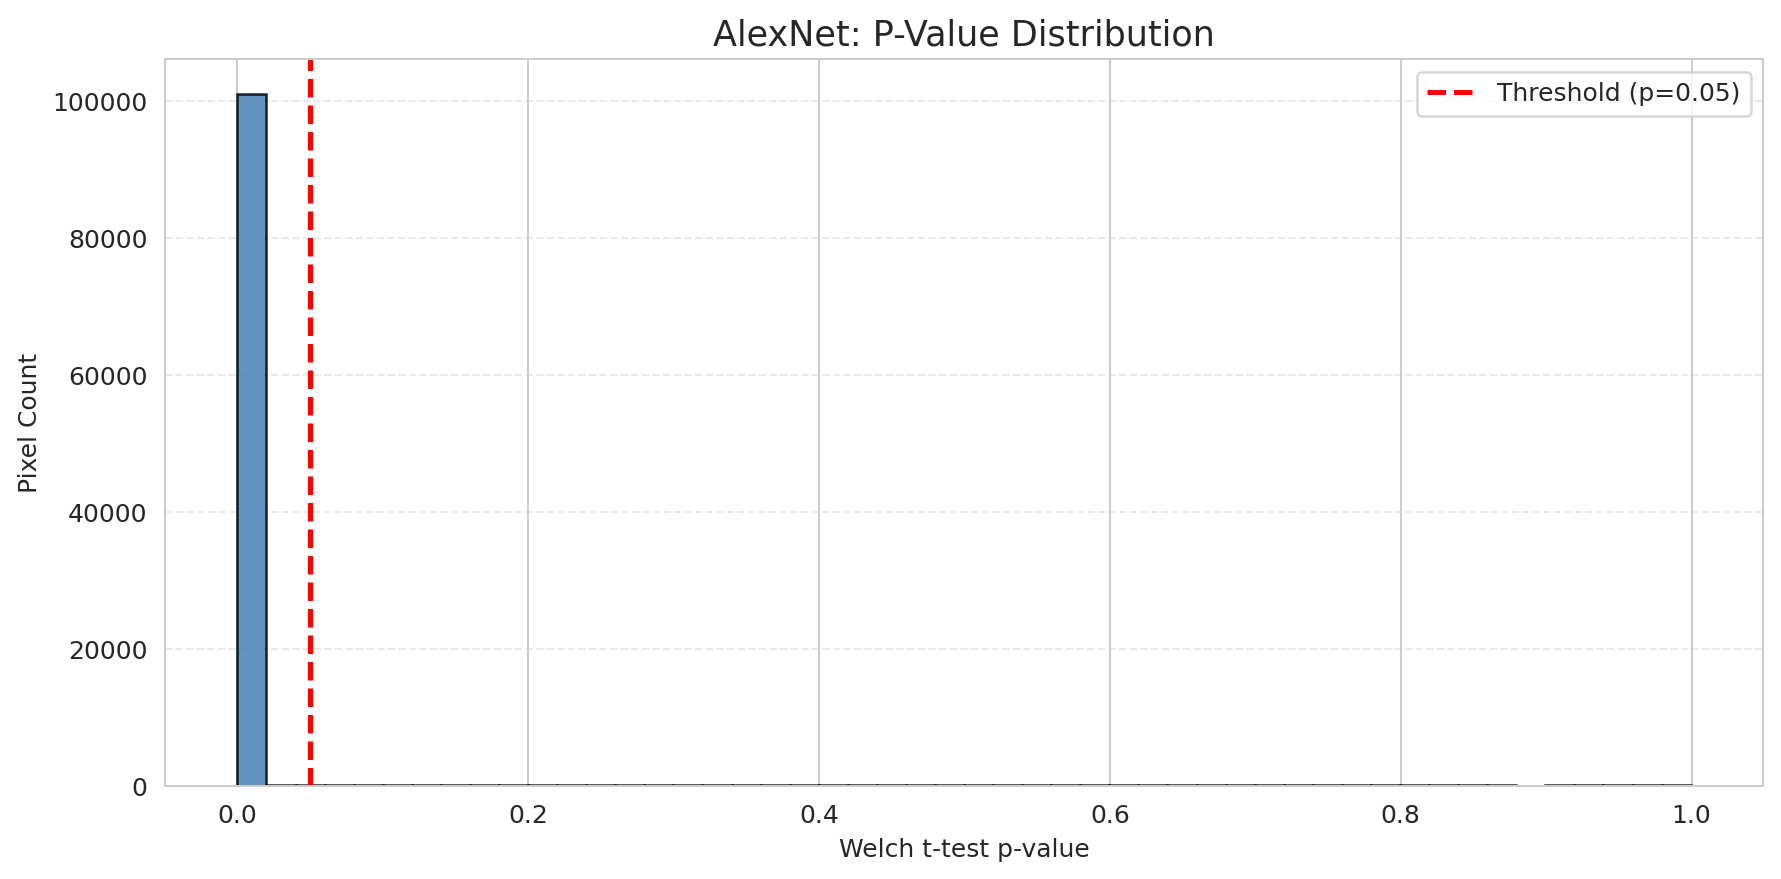 AlexNet: P-Value Distribution
Threshold (p=0.05)
Pixel Count
100000
80000
60000
40000
20000
0
0.0 0.2 0.4 0.6 0.8 1.0
Welch t-test p-value